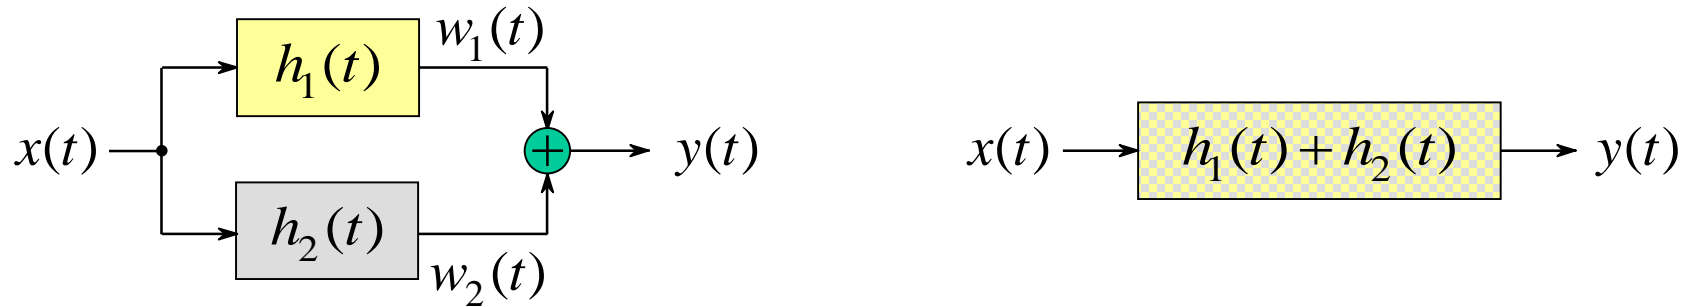 w₁(t)
h₁(t)
x(t)
+
y(t)
h₂(t)
w₂(t)
x(t)
h₁(t) + h₂(t)
y(t)